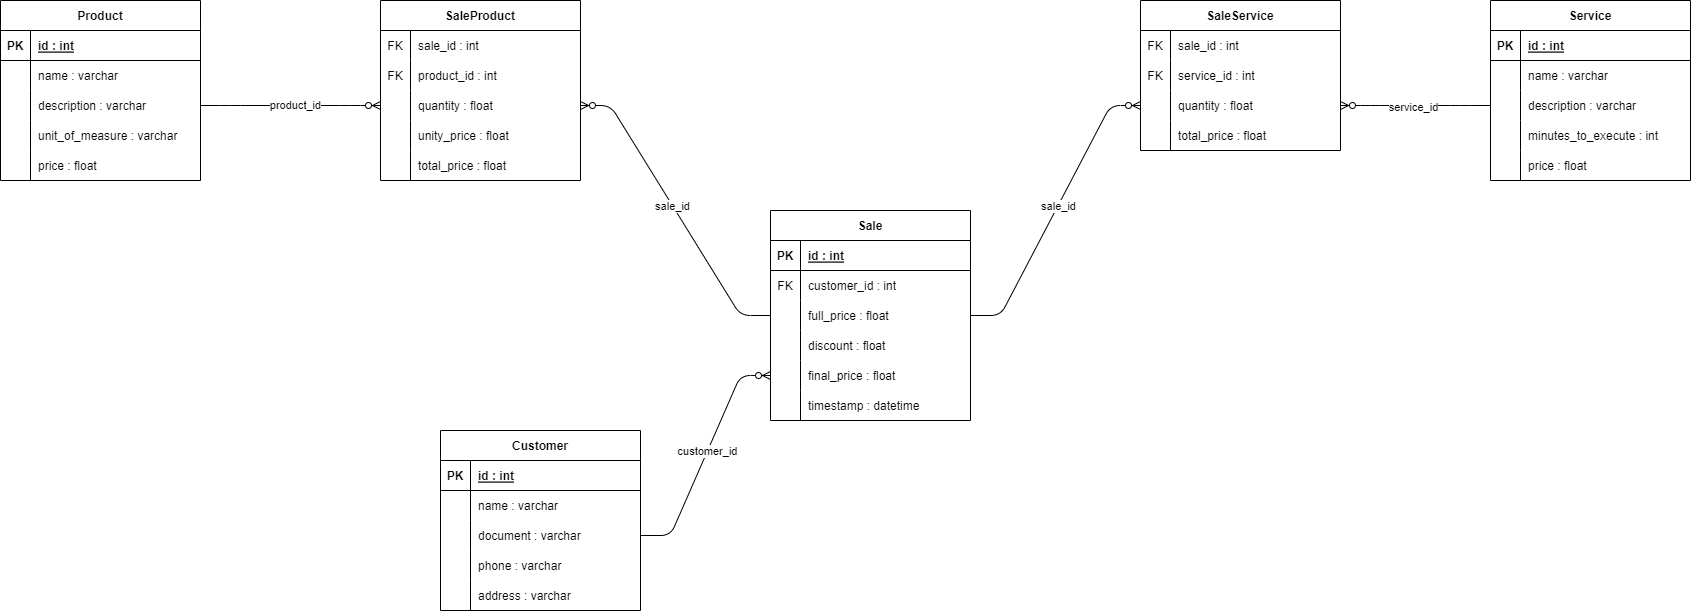 Product
PK id : int
name : varchar
description : varchar
unit_of_measure : varchar
price : float
product_id
SaleProduct
FK sale_id : int
FK product_id : int
quantity : float
unity_price : float
total_price : float
sale_id
SaleService
FK sale_id : int
FK service_id : int
quantity : float
total_price : float
service_id
Service
PK id : int
name : varchar
description : varchar
minutes_to_execute : int
price : float
sale_id
Sale
PK id : int
FK customer_id : int
full_price : float
discount : float
final_price : float
timestamp : datetime
customer_id
Customer
PK id : int
name : varchar
document : varchar
phone : varchar
address : varchar